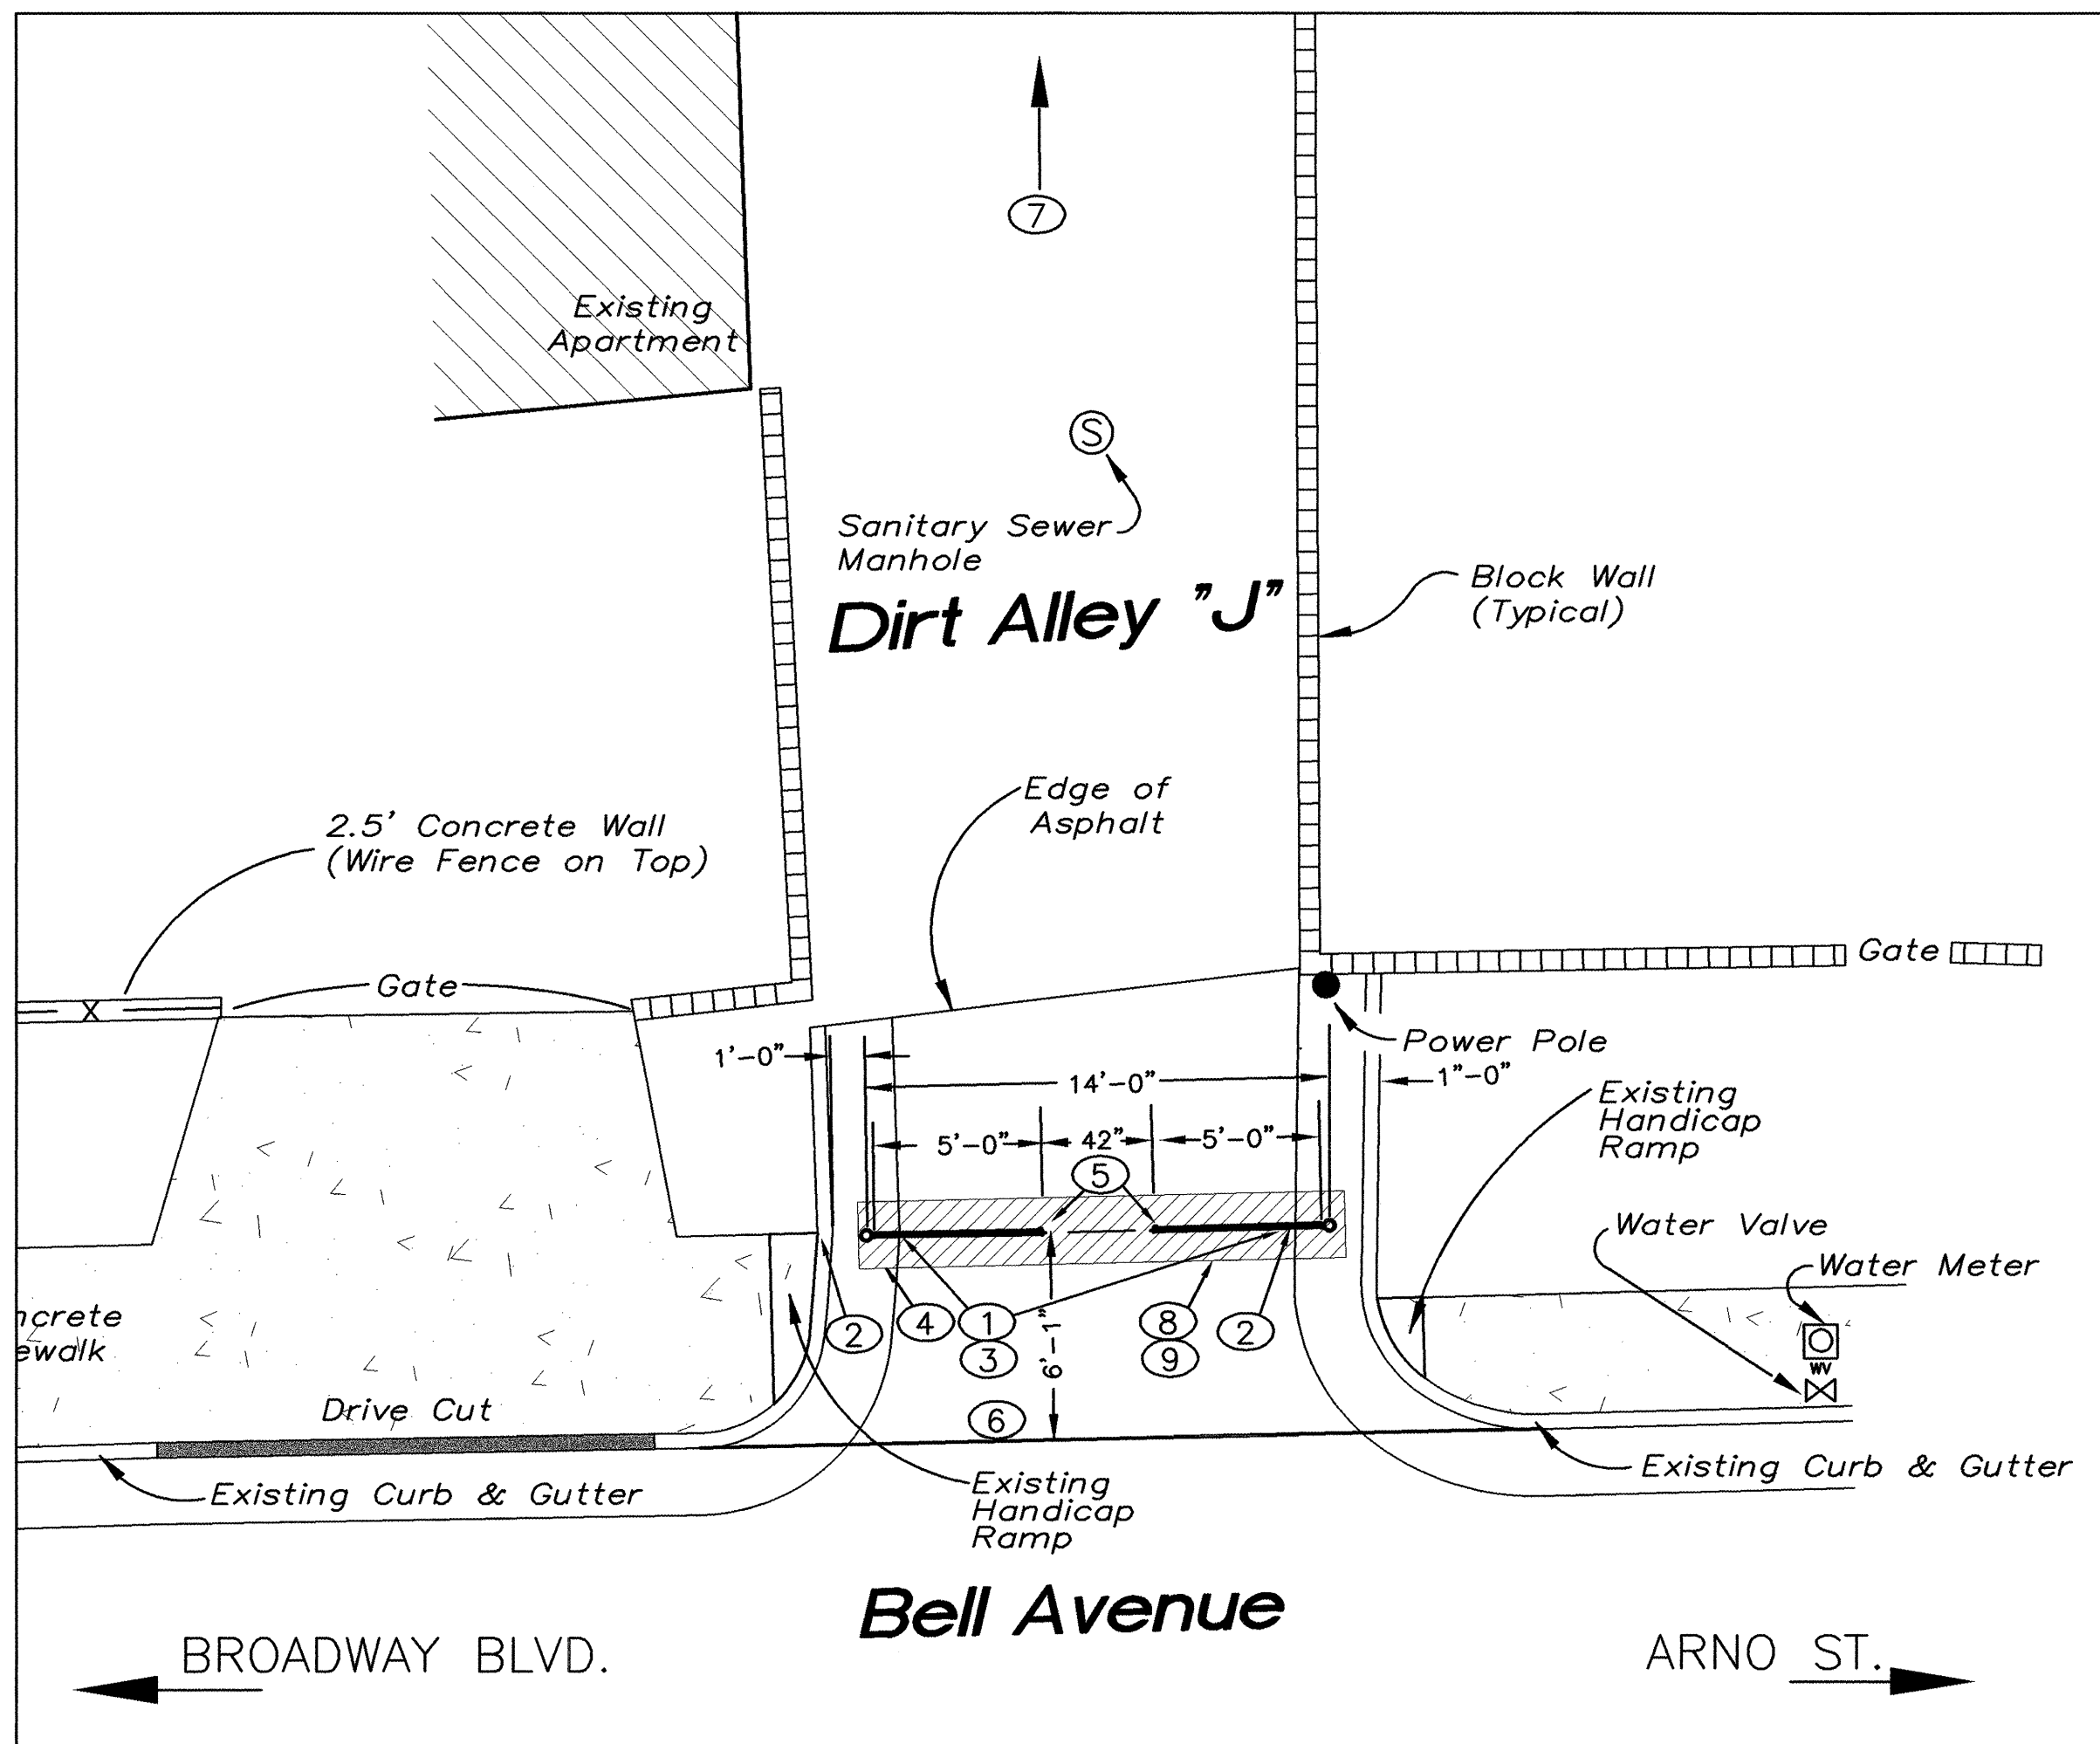 7
Existing
Apartment
S
Sanitary Sewer
Manhole
Dirt Alley "J"
Block Wall
(Typical)
Edge of
Asphalt
2.5' Concrete Wall
(Wire Fence on Top)
Gate
Gate
X
Power Pole
1'-0"
14'-0"
1"-0"
Existing
Handicap
Ramp
5'-0"
42"
5'-0"
5
Water Valve
Water Meter
2
4
1
3
6'-1"
8
9
2
WV
ncrete
ewalk
Drive Cut
6
Existing Curb & Gutter
Existing
Handicap
Ramp
Existing Curb & Gutter
Bell Avenue
BROADWAY BLVD.
ARNO ST.